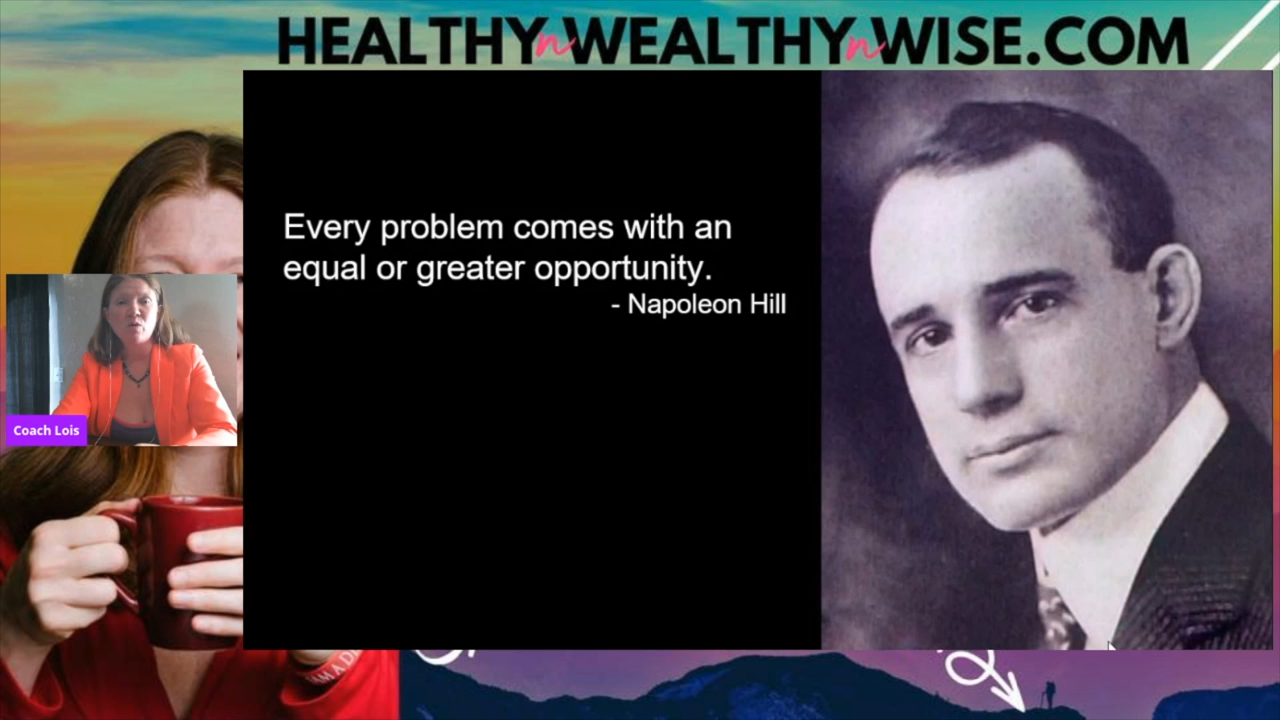 HEALTHYnWEALTHYnWISE.COM
Every problem comes with an
equal or greater opportunity.
- Napoleon Hill
Coach Lois